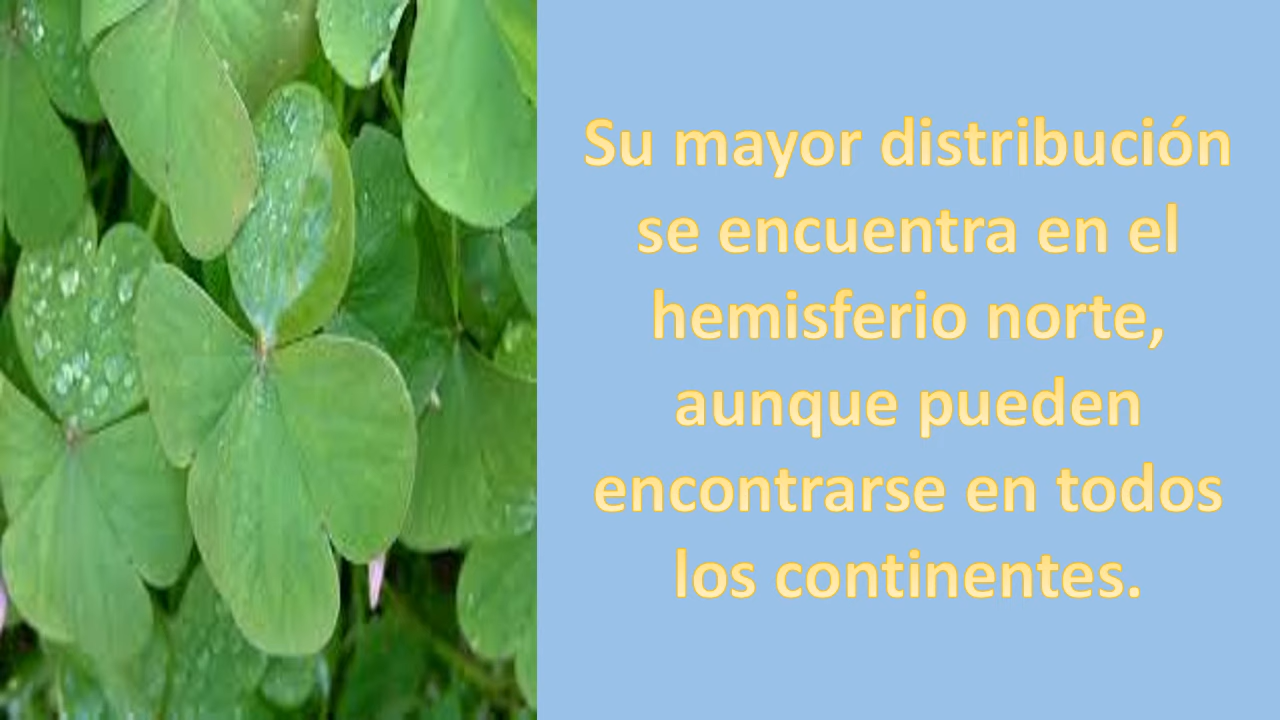 Su mayor distribución
se encuentra en el
hemisferio norte,
aunque pueden
encontrarse en todos
los continentes.